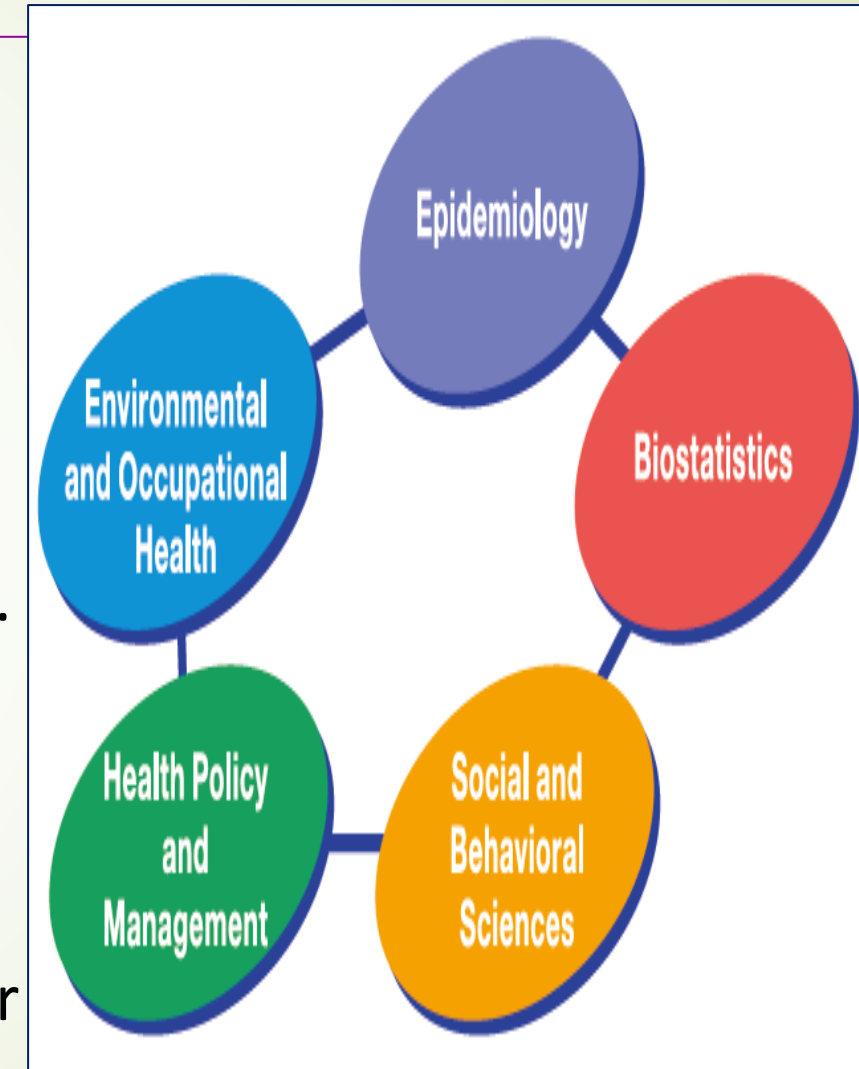 Epidemiology
Biostatistics
Environmental
and Occupational
Health
.
Health Policy
and
Management
Social and
Behavioral
Sciences
r